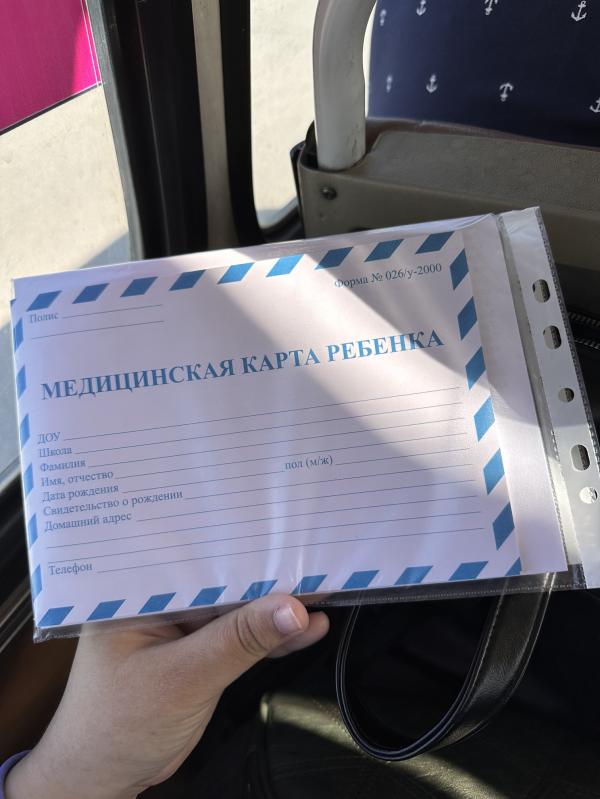 Форма № 026/у-2000
Полис
МЕДИЦИНСКАЯ КАРТА РЕБЕНКА
ДОУ
Школа
Фамилия
Имя, отчество пол (м/ж)
Дата рождения
Свидетельство о рождении
Домашний адрес
Телефон